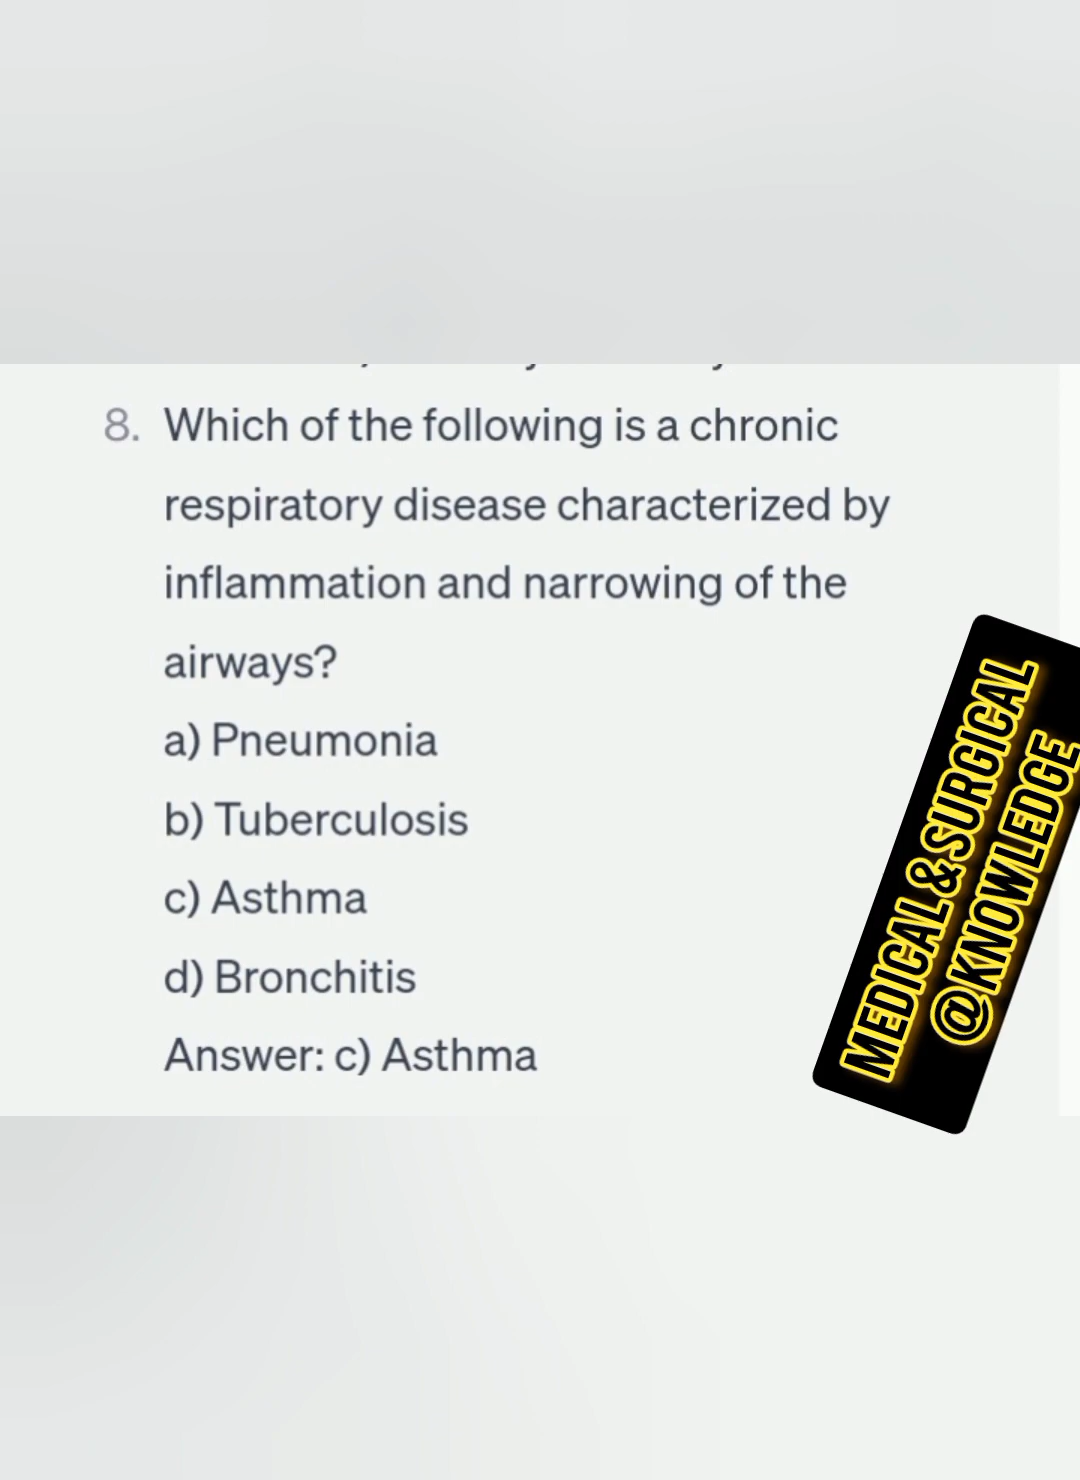 8. Which of the following is a chronic
respiratory disease characterized by
inflammation and narrowing of the
airways?
a) Pneumonia
b) Tuberculosis
c) Asthma
d) Bronchitis
Answer: c) Asthma
MEDICAL & SURGICAL
@KNOWLEDGE